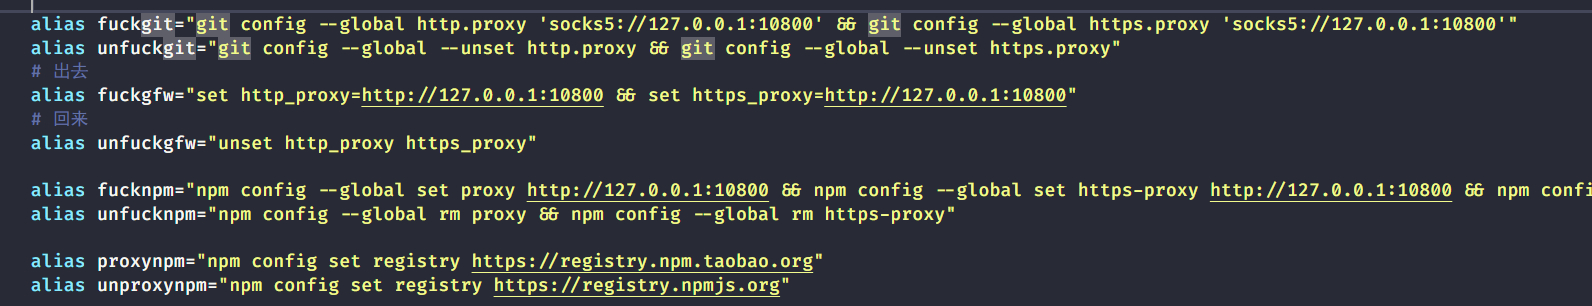 alias fuckgit="git config --global http.proxy 'socks5://127.0.0.1:10800' && git config --global https.proxy 'socks5://127.0.0.1:10800'"
alias unfuckgit="git config --global --unset http.proxy && git config --global --unset https.proxy"
# 出去
alias fuckgfw="set http_proxy=http://127.0.0.1:10800 && set https_proxy=http://127.0.0.1:10800"
# 回来
alias unfuckgfw="unset http_proxy https_proxy"
alias fucknpm="npm config --global set proxy http://127.0.0.1:10800 && npm config --global set https-proxy http://127.0.0.1:10800 && npm confi
alias unfucknpm="npm config --global rm proxy && npm config --global rm https-proxy"
alias proxynpm="npm config set registry https://registry.npm.taobao.org"
alias unproxynpm="npm config set registry https://registry.npmjs.org"